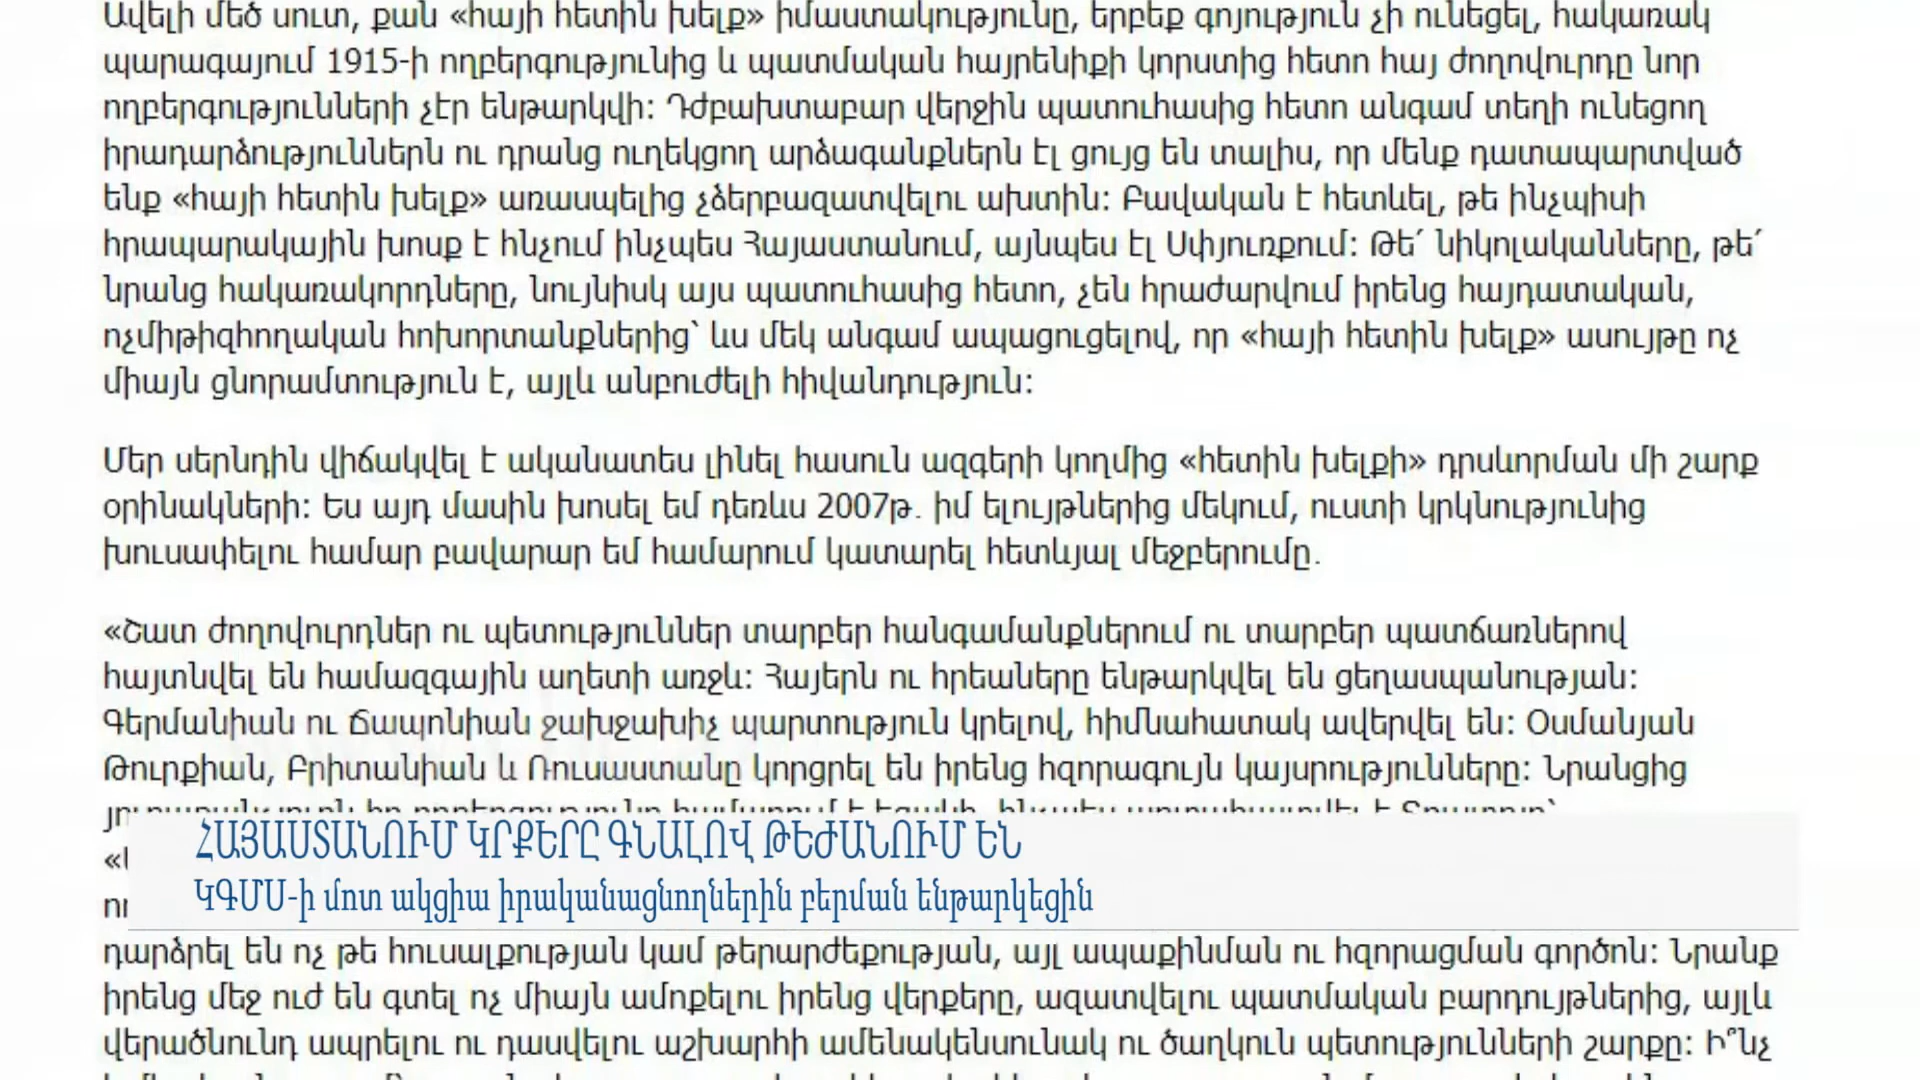 Ավելի մեծ սուտ, քան «հայի հետին խելք» իմաստակությունը, երբեք գոյություն չի ունեցել, հակառակ
պարագայում 1915-ի ողբերգությունից և պատմական հայրենիքի կորստից հետո հայ ժողովուրդը նոր
ողբերգությունների չէր ենթարկվի: Դժբախտաբար վերջին պատուհասից հետո անգամ տեղի ունեցող
իրադարձություններն ու դրանց ուղեկցող արձագանքներն էլ ցույց են տալիս, որ մենք դատապարտված
ենք «հայի հետին խելք» առասպելից չձերբազատվելու ախտին: Բավական է հետևել, թե ինչպիսի
հրապարակային խոսք է հնչում ինչպես Հայաստանում, այնպես էլ Սփյուռքում: Թե՛ նիկոլականները, թե՛
նրանց հակառակորդները, նույնիսկ այս պատուհասից հետո, չեն հրաժարվում իրենց հայդատական,
ոչմիթիզհողական հոխորտանքներից՝ ևս մեկ անգամ ապացուցելով, որ «հայի հետին խելք» ասույթը ոչ
միայն ցնորամտություն է, այլև անբուժելի հիվանդություն:
Մեր սերնդին վիճակվել է ականատես լինել հասուն ազգերի կողմից «հետին խելքի» դրսևորման մի շարք
օրինակների: Ես այդ մասին խոսել եմ դեռևս 2007թ. իմ ելույթներից մեկում, ուստի կրկնությունից
խուսափելու համար բավարար եմ համարում կատարել հետևյալ մեջբերումը.
«Շատ ժողովուրդներ ու պետություններ տարբեր հանգամանքներում ու տարբեր պատճառներով
հայտնվել են համազգային աղետի առջև: Հայերն ու հրեաները ենթարկվել են ցեղասպանության:
Գերմանիան ու Ճապոնիան ջախջախիչ պարտություն կրելով, հիմնահատակ ավերվել են: Օսմանյան
Թուրքիան, Բրիտանիան և Ռուսաստանը կորցրել են իրենց հզորագույն կայսրությունները: Նրանցից
ՀԱՅԱՍՏԱՆՈՒՄ ԿՐՔԵՐԸ ԳՆԱԼՈՎ ԹԵԺԱՆՈՒՄ ԵՆ
ԿԳՄՍ-ի մոտ ակցիա իրականացնողներին բերման ենթարկեցին
դարձրել են ոչ թե հուսալքության կամ թերարժեքության, այլ ապաքինման ու հզորացման գործոն: Նրանք
իրենց մեջ ուժ են գտել ոչ միայն ամոքելու իրենց վերքերը, ազատվելու պատմական բարդույթներից, այլև
վերածնունդ ապրելու ու դասվելու աշխարհի ամենակենսունակ ու ծաղկուն պետությունների շարքը: Ի՞նչ